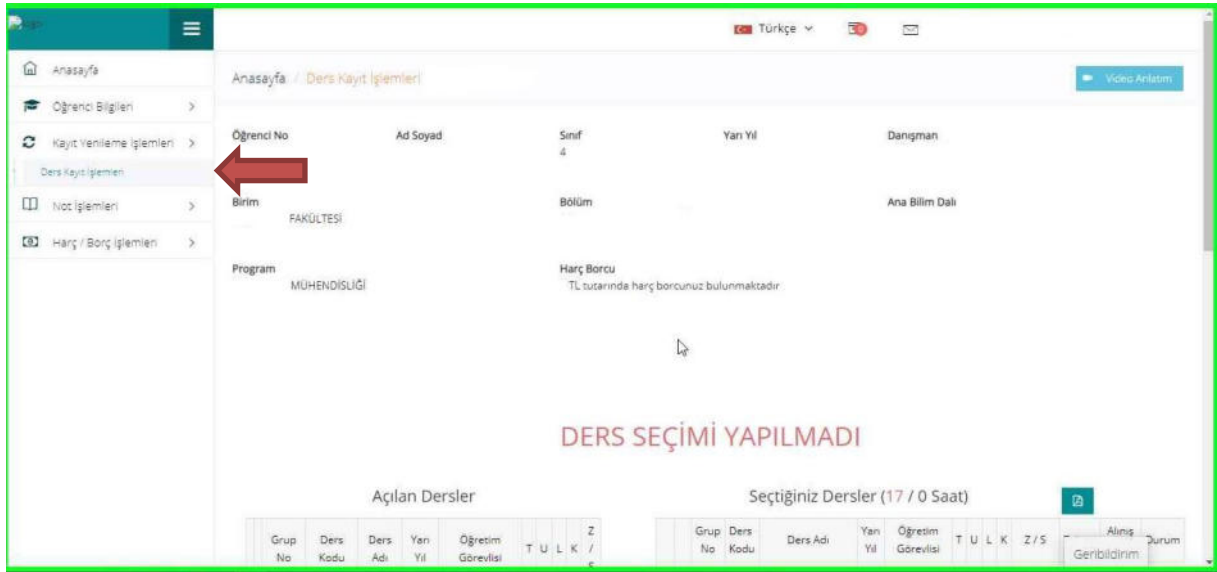 Türkçe
30
Anasayfa
Öğrenci Bilgileri
Kayıt Yenileme İşlemleri
Ders Kayıt İşlemleri
Not İşlemleri
Harç / Borç İşlemleri
Anasayfa / Ders Kayıt İşlemleri
Video Anlatım
Öğrenci No Ad Soyad Sınıf Yarı Yıl Danışman
4
Birim Bölüm Ana Bilim Dalı
FAKÜLTESİ
Program Harç Borcu
MÜHENDİSLİĞİ TL tutarında harç borcunuz bulunmaktadır
DERS SEÇİMİ YAPILMADI
Açılan Dersler
Grup No Ders Kodu Ders Adı Yarı Yıl Öğretim Görevlisi T U L K Z /
Seçtiğiniz Dersler (17 / 0 Saat)
Grup No Ders Kodu Ders Adı Yarı Yıl Öğretim Görevlisi T U L K Z/S Alınış Durum
Geribildirim